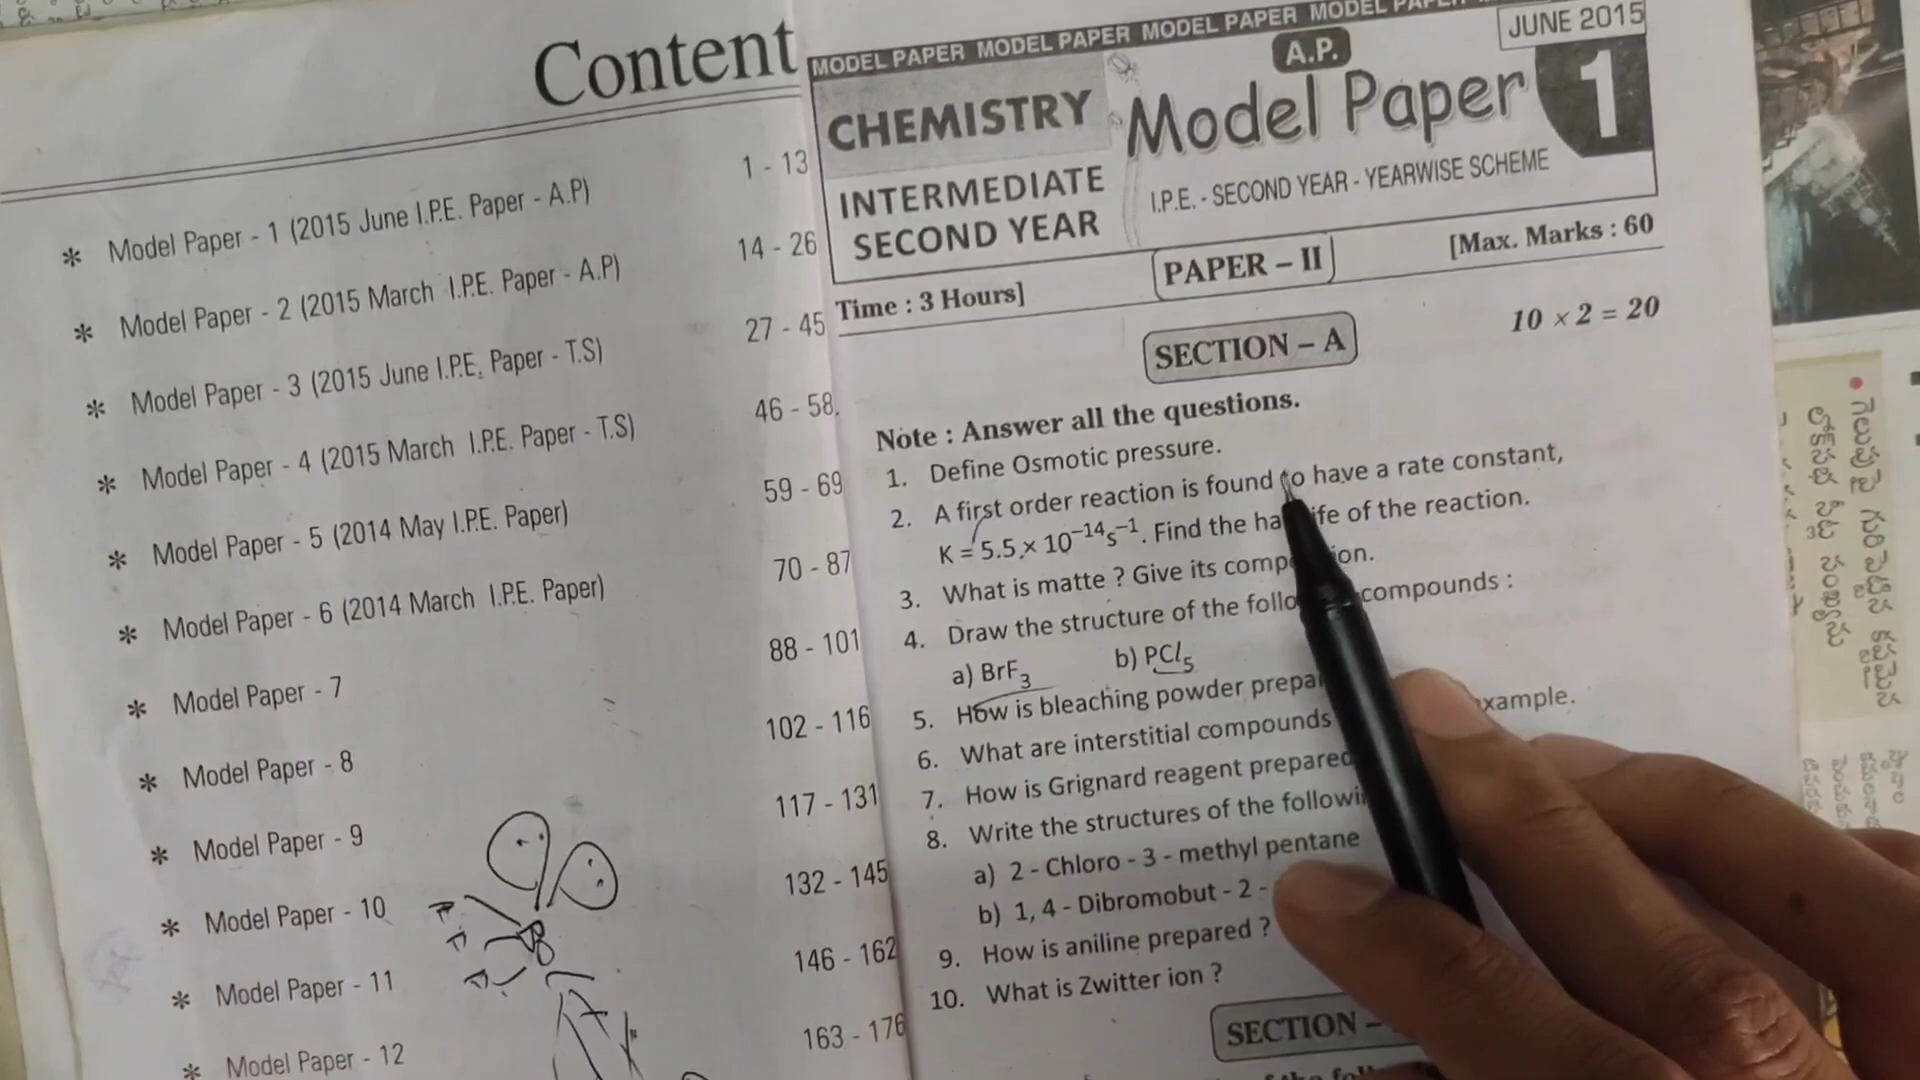 Content
* Model Paper - 1 (2015 June I.P.E. Paper - A.P) 1 - 13
* Model Paper - 2 (2015 March I.P.E. Paper - A.P) 14 - 26
* Model Paper - 3 (2015 June I.P.E. Paper - T.S) 27 - 45
* Model Paper - 4 (2015 March I.P.E. Paper - T.S) 46 - 58
* Model Paper - 5 (2014 May I.P.E. Paper) 59 - 69
* Model Paper - 6 (2014 March I.P.E. Paper) 70 - 87
* Model Paper - 7 88 - 101
* Model Paper - 8 102 - 116
* Model Paper - 9 117 - 131
* Model Paper - 10 132 - 145
* Model Paper - 11 146 - 162
* Model Paper - 12 163 - 176
MODEL PAPER MODEL PAPER MODEL PAPER MODEL PAPER
JUNE 2015
A.P.
CHEMISTRY
Model Paper 1
INTERMEDIATE
SECOND YEAR
I.P.E. - SECOND YEAR - YEARWISE SCHEME
PAPER – II
Time : 3 Hours] [Max. Marks : 60
SECTION – A
10 × 2 = 20
Note : Answer all the questions.
1. Define Osmotic pressure.
2. A first order reaction is found to have a rate constant,
K = 5.5 × 10⁻¹⁴s⁻¹. Find the ha life of the reaction.
3. What is matte ? Give its comp on.
4. Draw the structure of the follo compounds :
a) BrF₃ b) PCl₅
5. How is bleaching powder prepa
6. What are interstitial compounds example.
7. How is Grignard reagent prepared
8. Write the structures of the followi
a) 2 - Chloro - 3 - methyl pentane
b) 1, 4 - Dibromobut - 2 -
9. How is aniline prepared ?
10. What is Zwitter ion ?
SECTION –